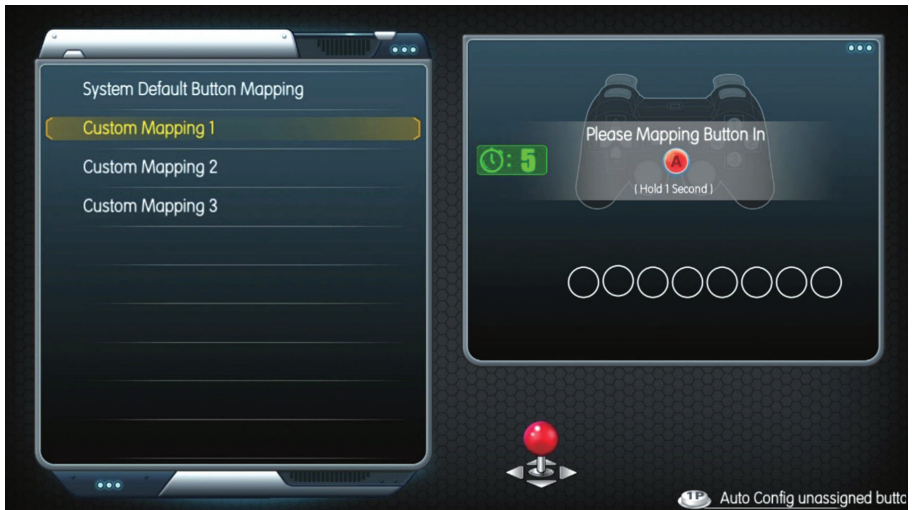 System Default Button Mapping
Custom Mapping 1
Custom Mapping 2
Custom Mapping 3
Please Mapping Button In
: 5
A
( Hold 1 Second )
1P Auto Config unassigned butto